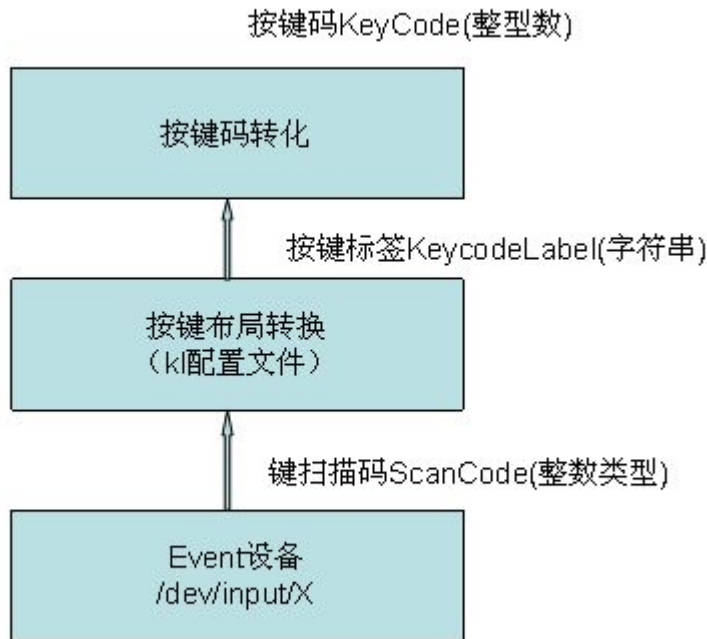 按键码KeyCode(整型数)
按键码转化
按键标签KeycodeLabel(字符串)
按键布局转换
（kl配置文件）
键扫描码ScanCode(整数类型)
Event设备
/dev/input/X